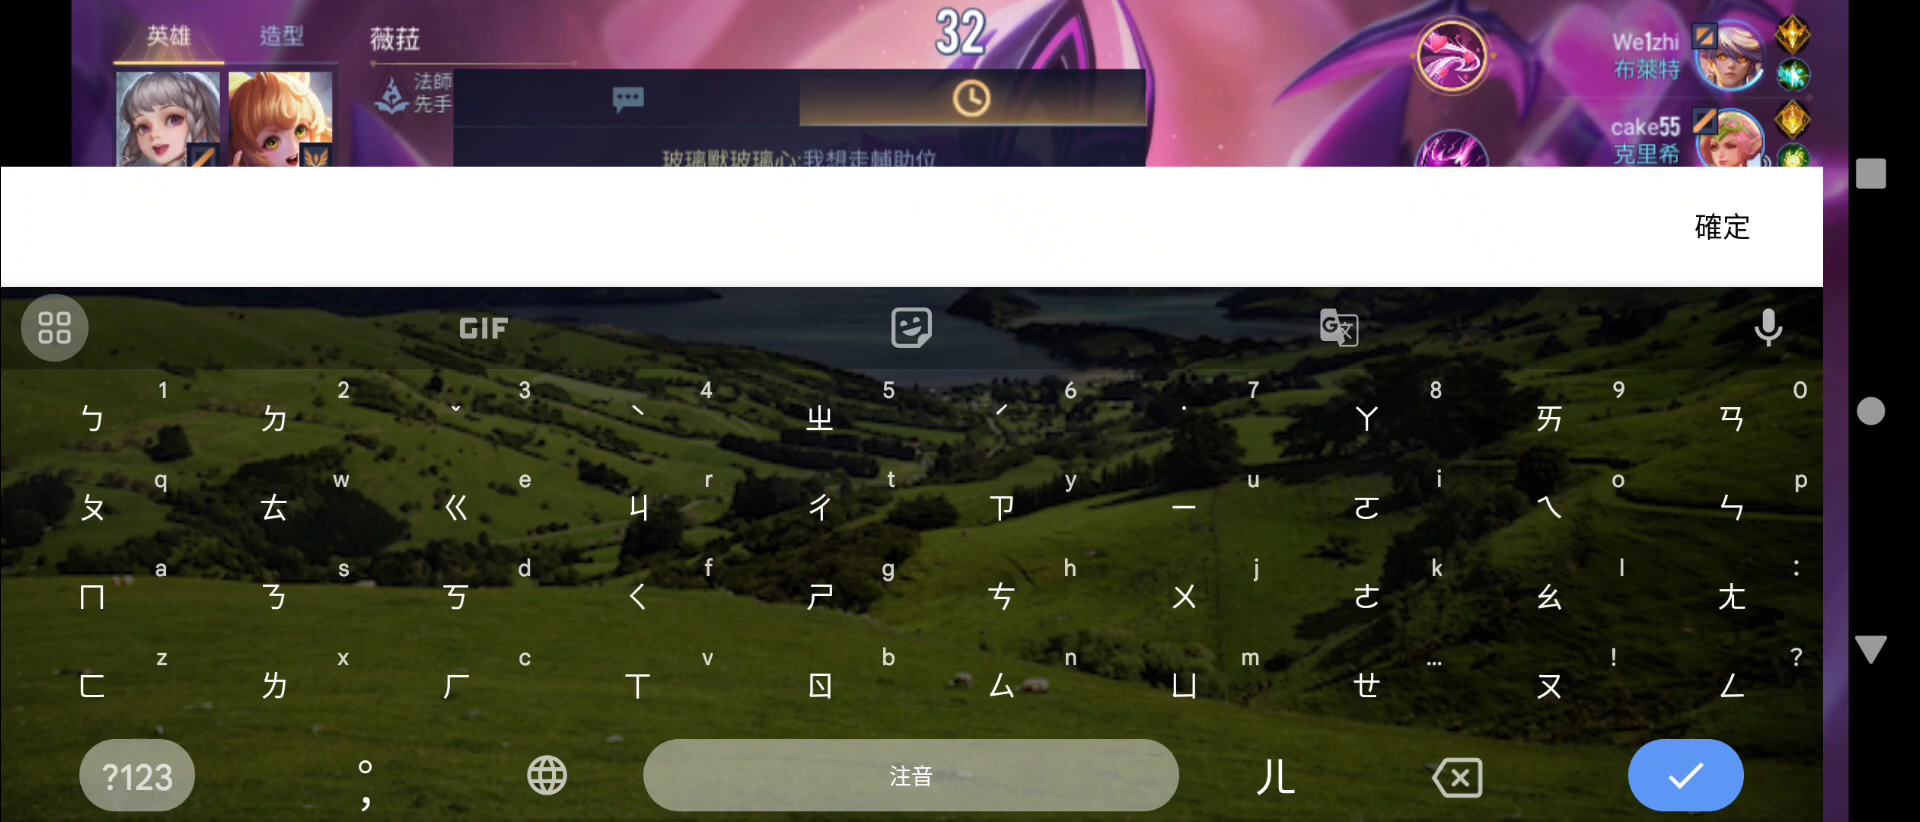 英雄 造型 薇菈
32
法師
先手
玻璃獸玻璃心:我想走輔助位
We1zhi
布萊特
cake55
克里希
確定
GIF
1 2 3 4 5 6 7 8 9 0
ㄅ ㄉ ˇ ˋ ㄓ ˊ ˙ ㄚ ㄞ ㄢ
q w e r t y u i o p
ㄆ ㄊ ㄍ ㄐ ㄔ ㄗ ㄧ ㄛ ㄟ ㄣ
a s d f g h j k l :
ㄇ ㄋ ㄎ ㄑ ㄕ ㄘ ㄨ ㄜ ㄠ ㄤ
z x c v b n m … ! ?
ㄈ ㄌ ㄏ ㄒ ㄖ ㄙ ㄩ ㄝ ㄡ ㄥ
?123 。 , 注音 ㄦ